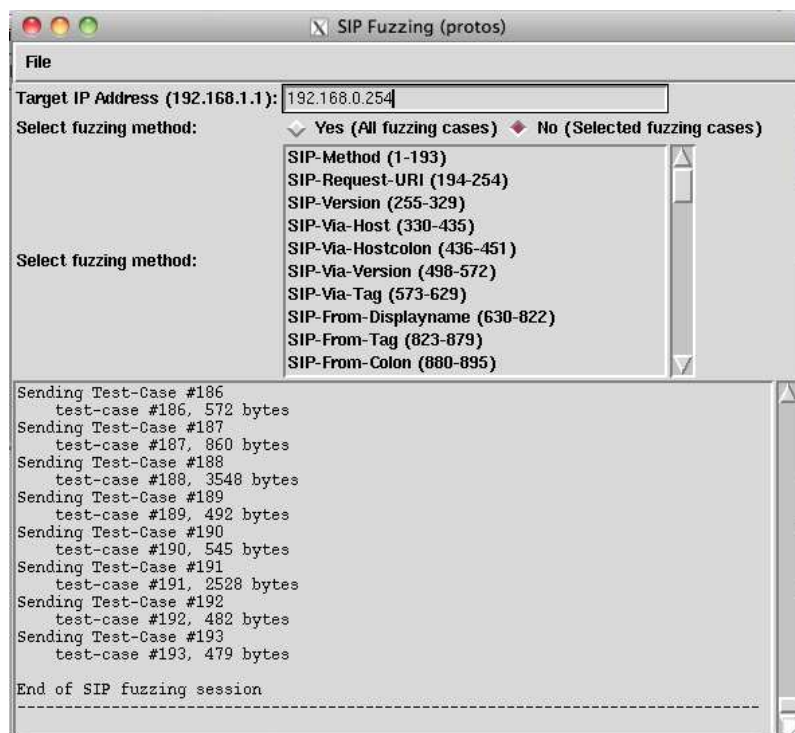 X SIP Fuzzing (protos)
File
Target IP Address (192.168.1.1): 192.168.0.254
Select fuzzing method: Yes (All fuzzing cases) No (Selected fuzzing cases)
SIP-Method (1-193)
SIP-Request-URI (194-254)
SIP-Version (255-329)
SIP-Via-Host (330-435)
SIP-Via-Hostcolon (436-451)
Select fuzzing method:
SIP-Via-Version (498-572)
SIP-Via-Tag (573-629)
SIP-From-Displayname (630-822)
SIP-From-Tag (823-879)
SIP-From-Colon (880-895)
Sending Test-Case #186
test-case #186, 572 bytes
Sending Test-Case #187
test-case #187, 860 bytes
Sending Test-Case #188
test-case #188, 3548 bytes
Sending Test-Case #189
test-case #189, 492 bytes
Sending Test-Case #190
test-case #190, 545 bytes
Sending Test-Case #191
test-case #191, 2528 bytes
Sending Test-Case #192
test-case #192, 482 bytes
Sending Test-Case #193
test-case #193, 479 bytes
End of SIP fuzzing session
--------------------------------------------------------------------------------